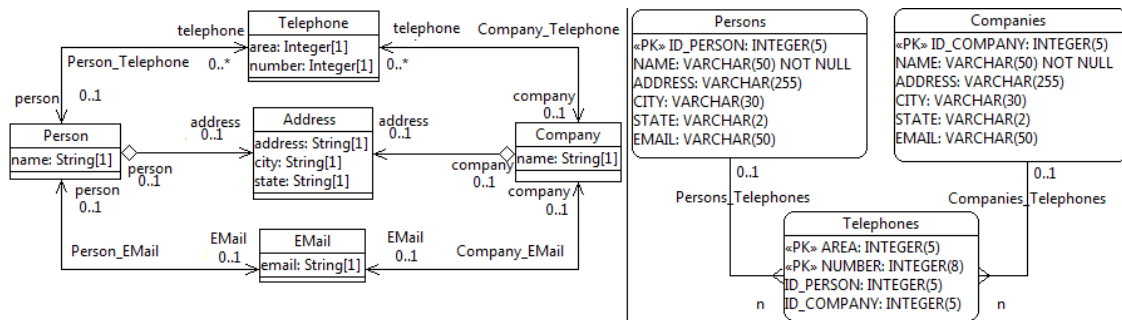 Telephone
area: Integer[1]
number: Integer[1]
telephone
0..*
Person_Telephone
0..1
person
telephone
0..*
Company_Telephone
company
0..1
Person
name: String[1]
address
0..1
person
0..1
Address
address: String[1]
city: String[1]
state: String[1]
address
0..1
company
0..1
Company
name: String[1]
person
0..1
Person_EMail
EMail
0..1
EMail
email: String[1]
EMail
0..1
Company_EMail
company
0..1
Persons
«PK» ID_PERSON: INTEGER(5)
NAME: VARCHAR(50) NOT NULL
ADDRESS: VARCHAR(255)
CITY: VARCHAR(30)
STATE: VARCHAR(2)
EMAIL: VARCHAR(50)
Companies
«PK» ID_COMPANY: INTEGER(5)
NAME: VARCHAR(50) NOT NULL
ADDRESS: VARCHAR(255)
CITY: VARCHAR(30)
STATE: VARCHAR(2)
EMAIL: VARCHAR(50)
0..1
Persons_Telephones
0..1
Companies_Telephones
Telephones
«PK» AREA: INTEGER(5)
«PK» NUMBER: INTEGER(8)
ID_PERSON: INTEGER(5)
ID_COMPANY: INTEGER(5)
n
n